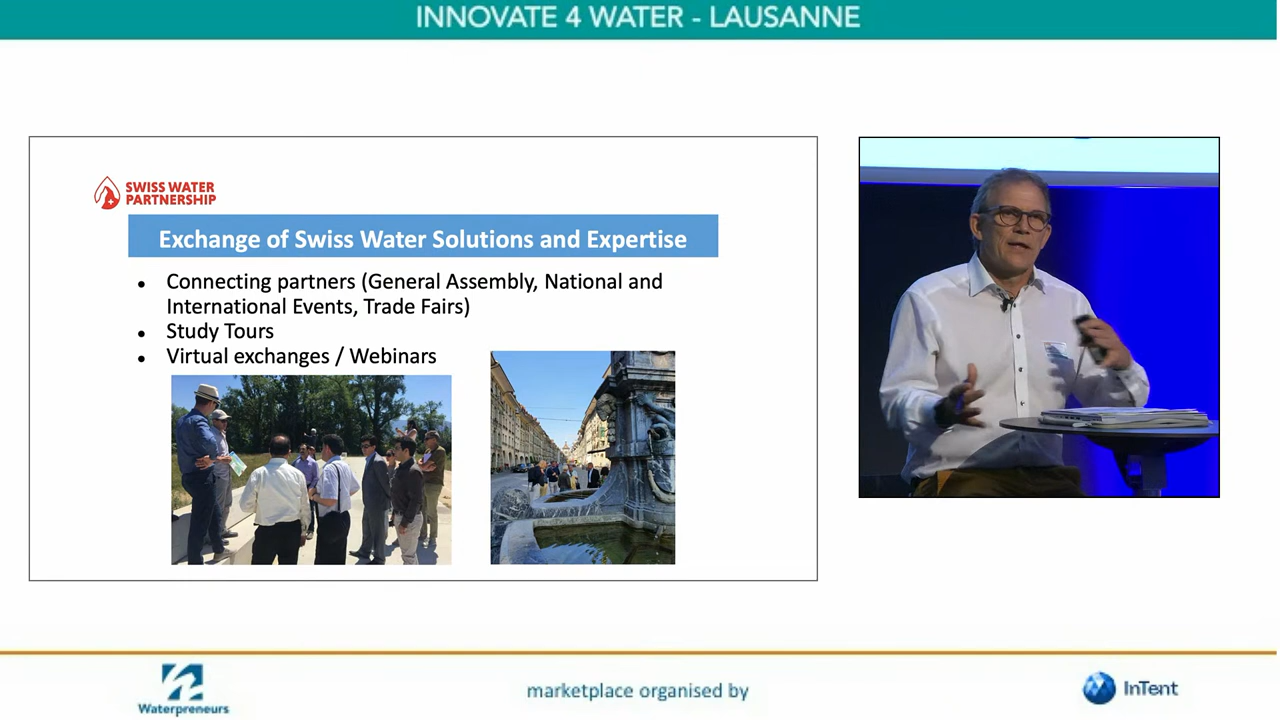 INNOVATE 4 WATER - LAUSANNE
SWISS WATER
PARTNERSHIP
Exchange of Swiss Water Solutions and Expertise
• Connecting partners (General Assembly, National and
International Events, Trade Fairs)
• Study Tours
• Virtual exchanges / Webinars
Waterpreneurs
marketplace organised by
InTent